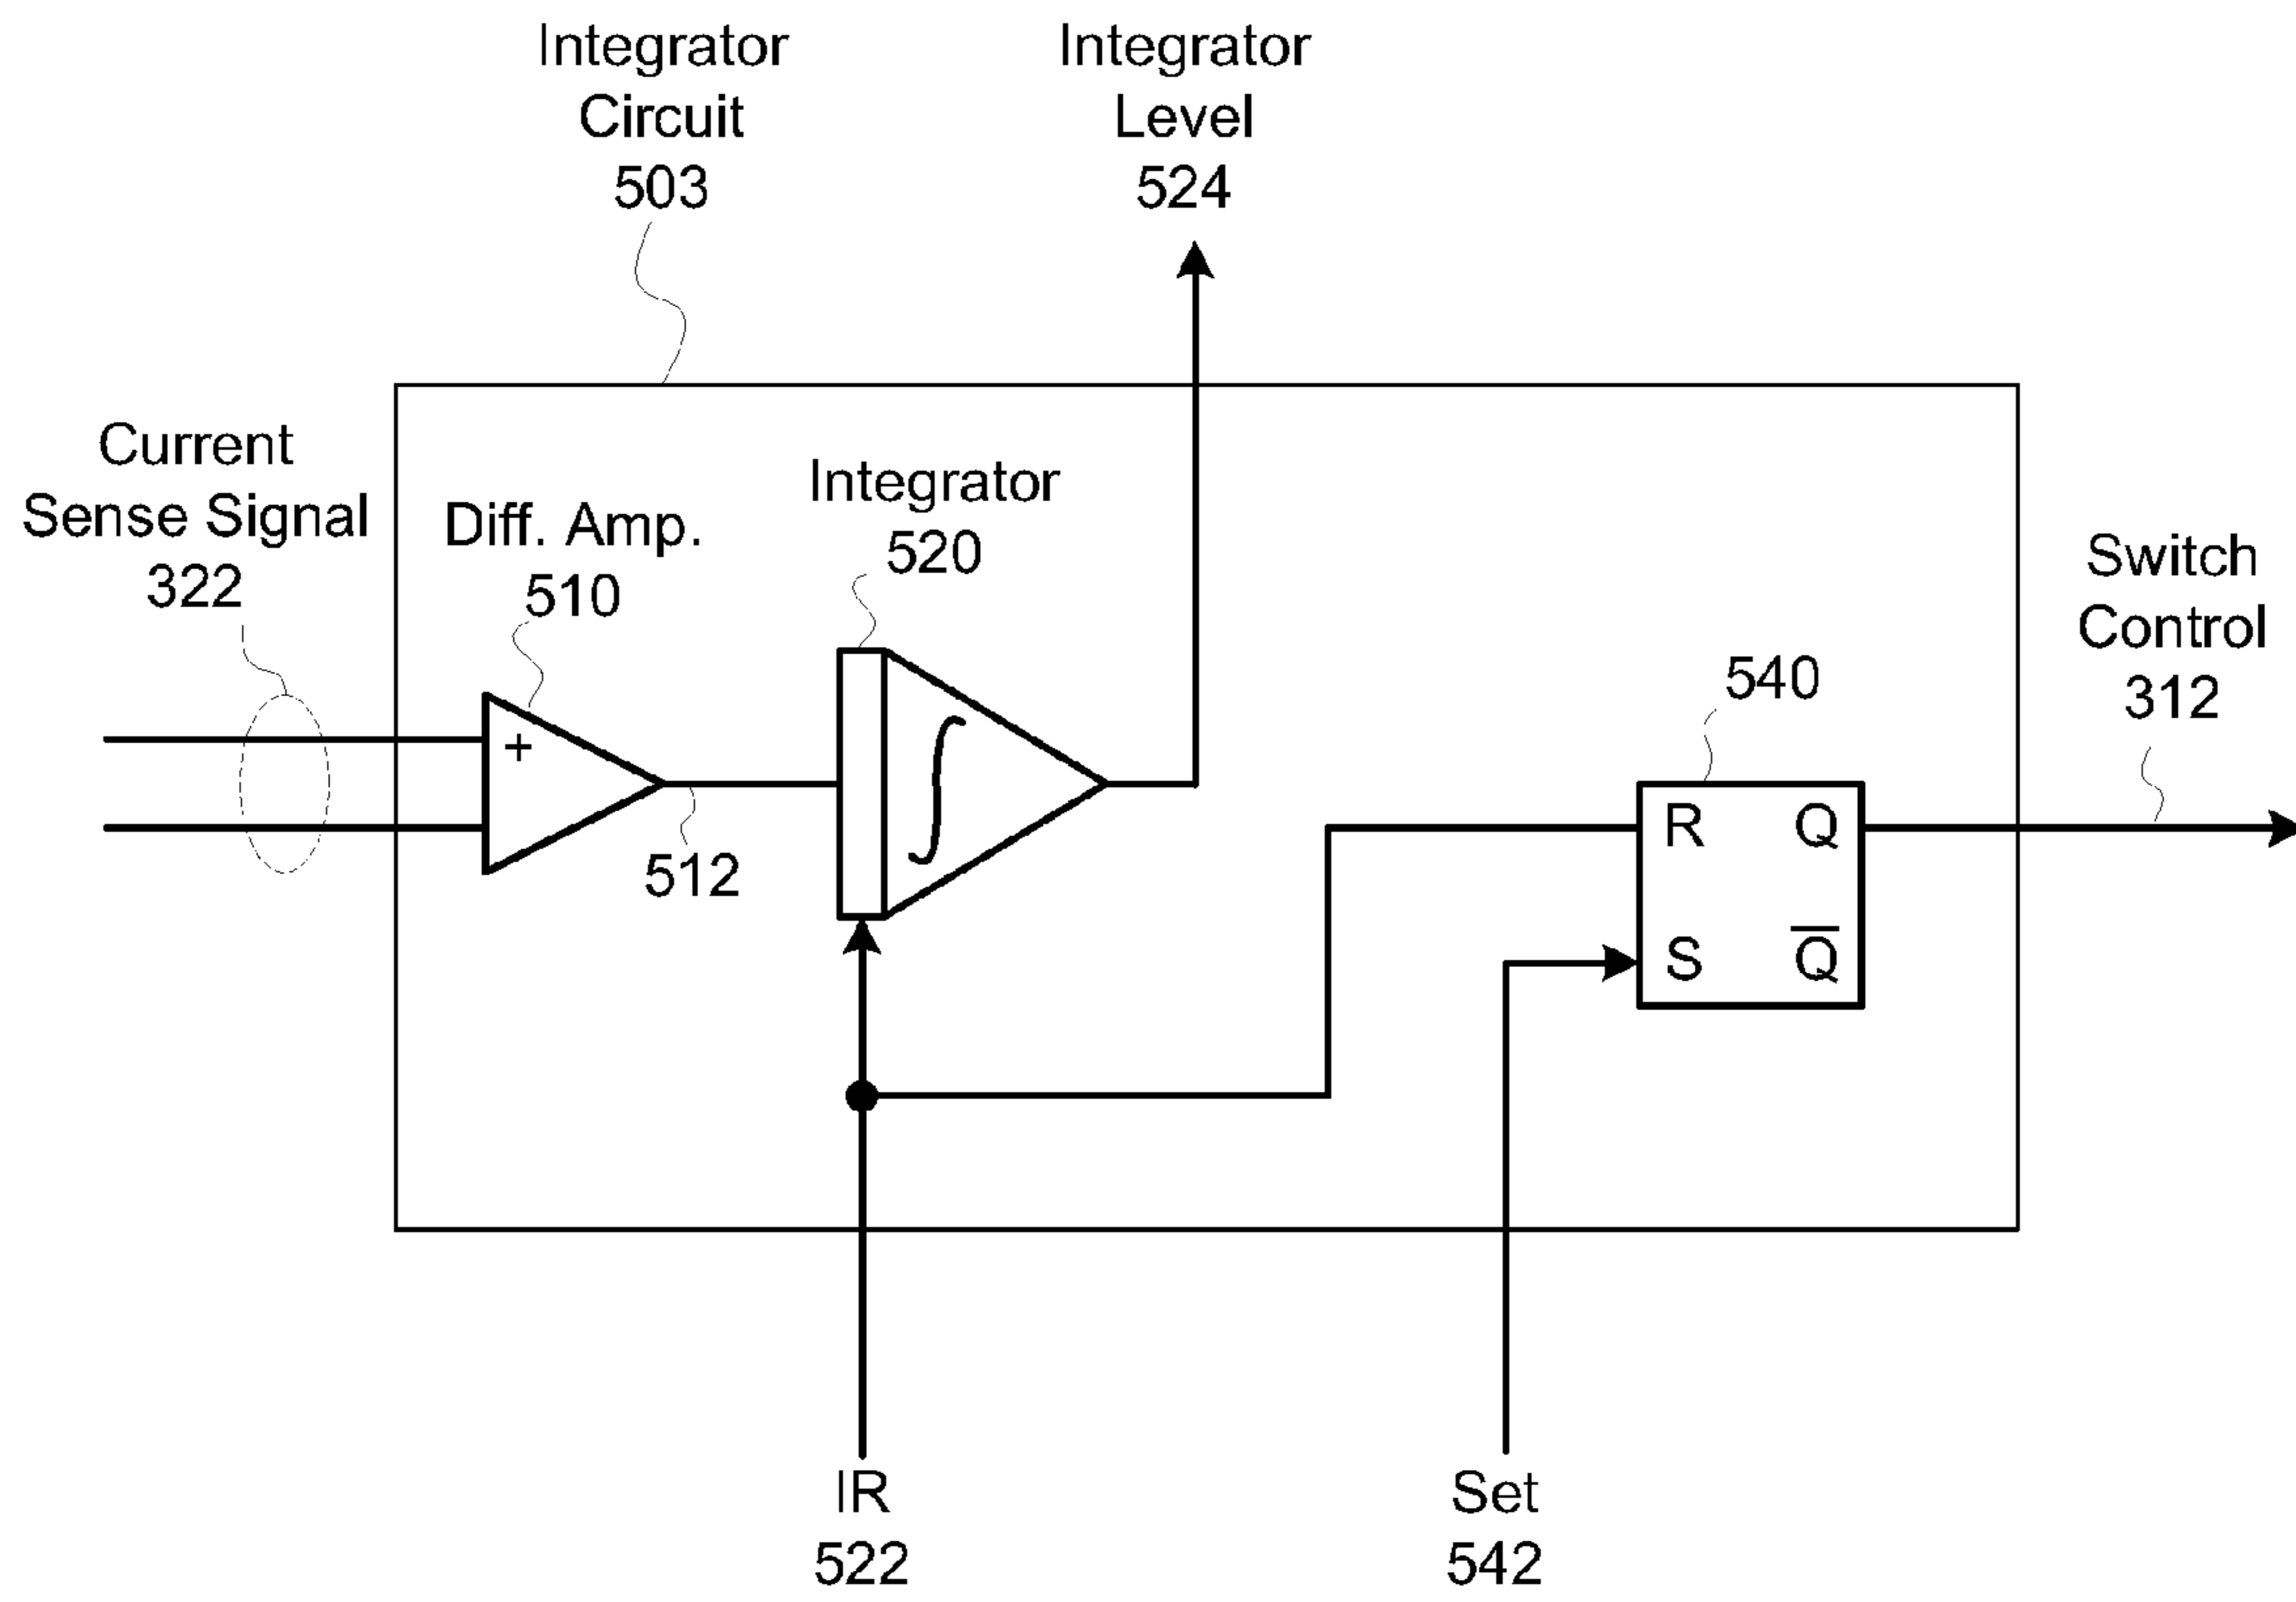 Integrator
Circuit
503
Integrator
Level
524
Current
Sense Signal
322
Diff. Amp.
510
Integrator
520
+
512
540
R Q
S Q̅
Switch
Control
312
IR
522
Set
542